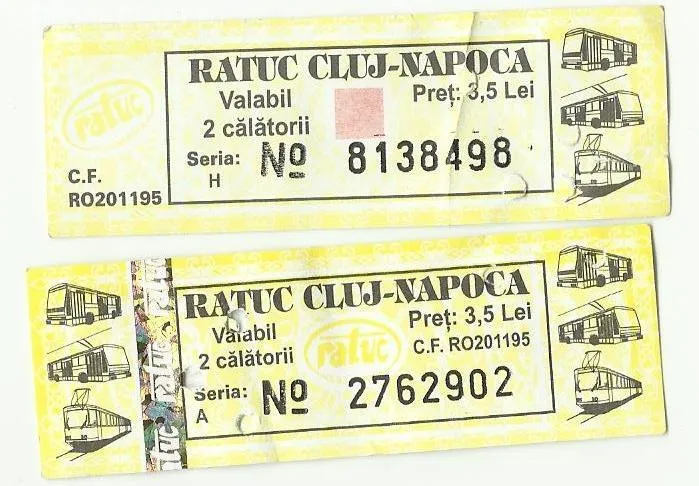 RATUC CLUJ-NAPOCA
Valabil
Preț: 3,5 Lei
2 călătorii
Seria:
H
Nº 8138498
ratuc
C.F.
RO201195
RATUC CLUJ-NAPOCA
Valabil
Preț: 3,5 Lei
2 călătorii
ratuc
C.F. RO201195
Seria:
A
Nº 2762902